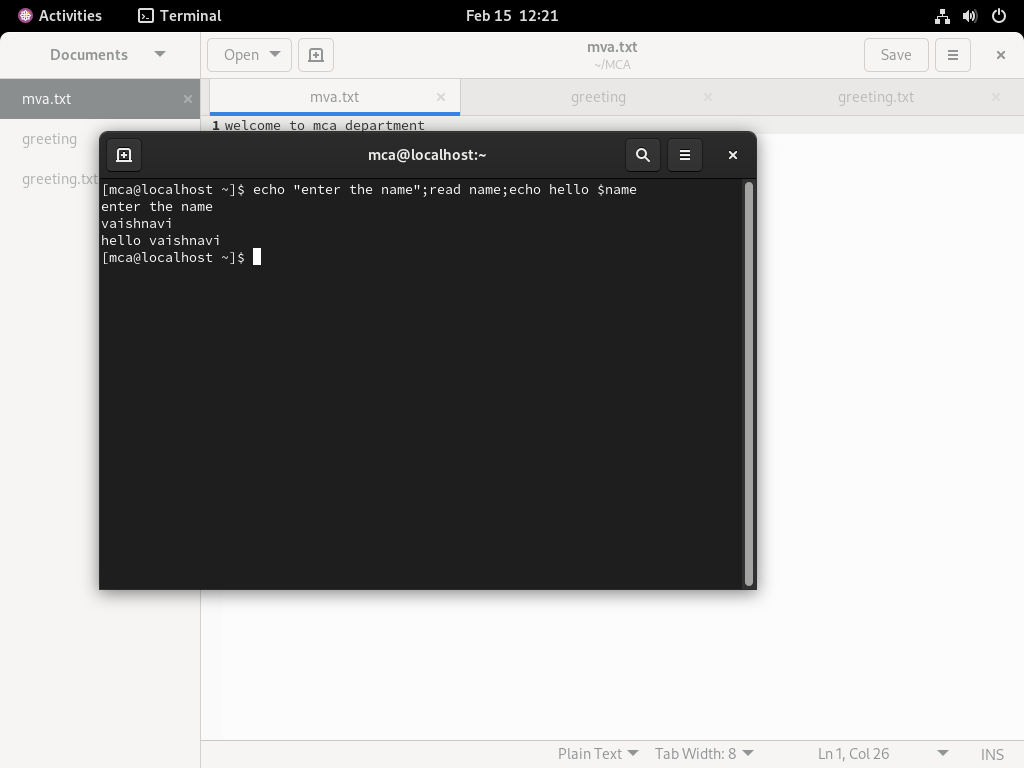 Activities
Terminal
Feb 15 12:21
Documents
Open
mva.txt
~/MCA
Save
mva.txt
greeting
greeting.txt
mva.txt
greeting
greeting.txt
1 welcome to mca department
mca@localhost:~
[mca@localhost ~]$ echo "enter the name";read name;echo hello $name
enter the name
vaishnavi
hello vaishnavi
[mca@localhost ~]$
Plain Text
Tab Width: 8
Ln 1, Col 26
INS